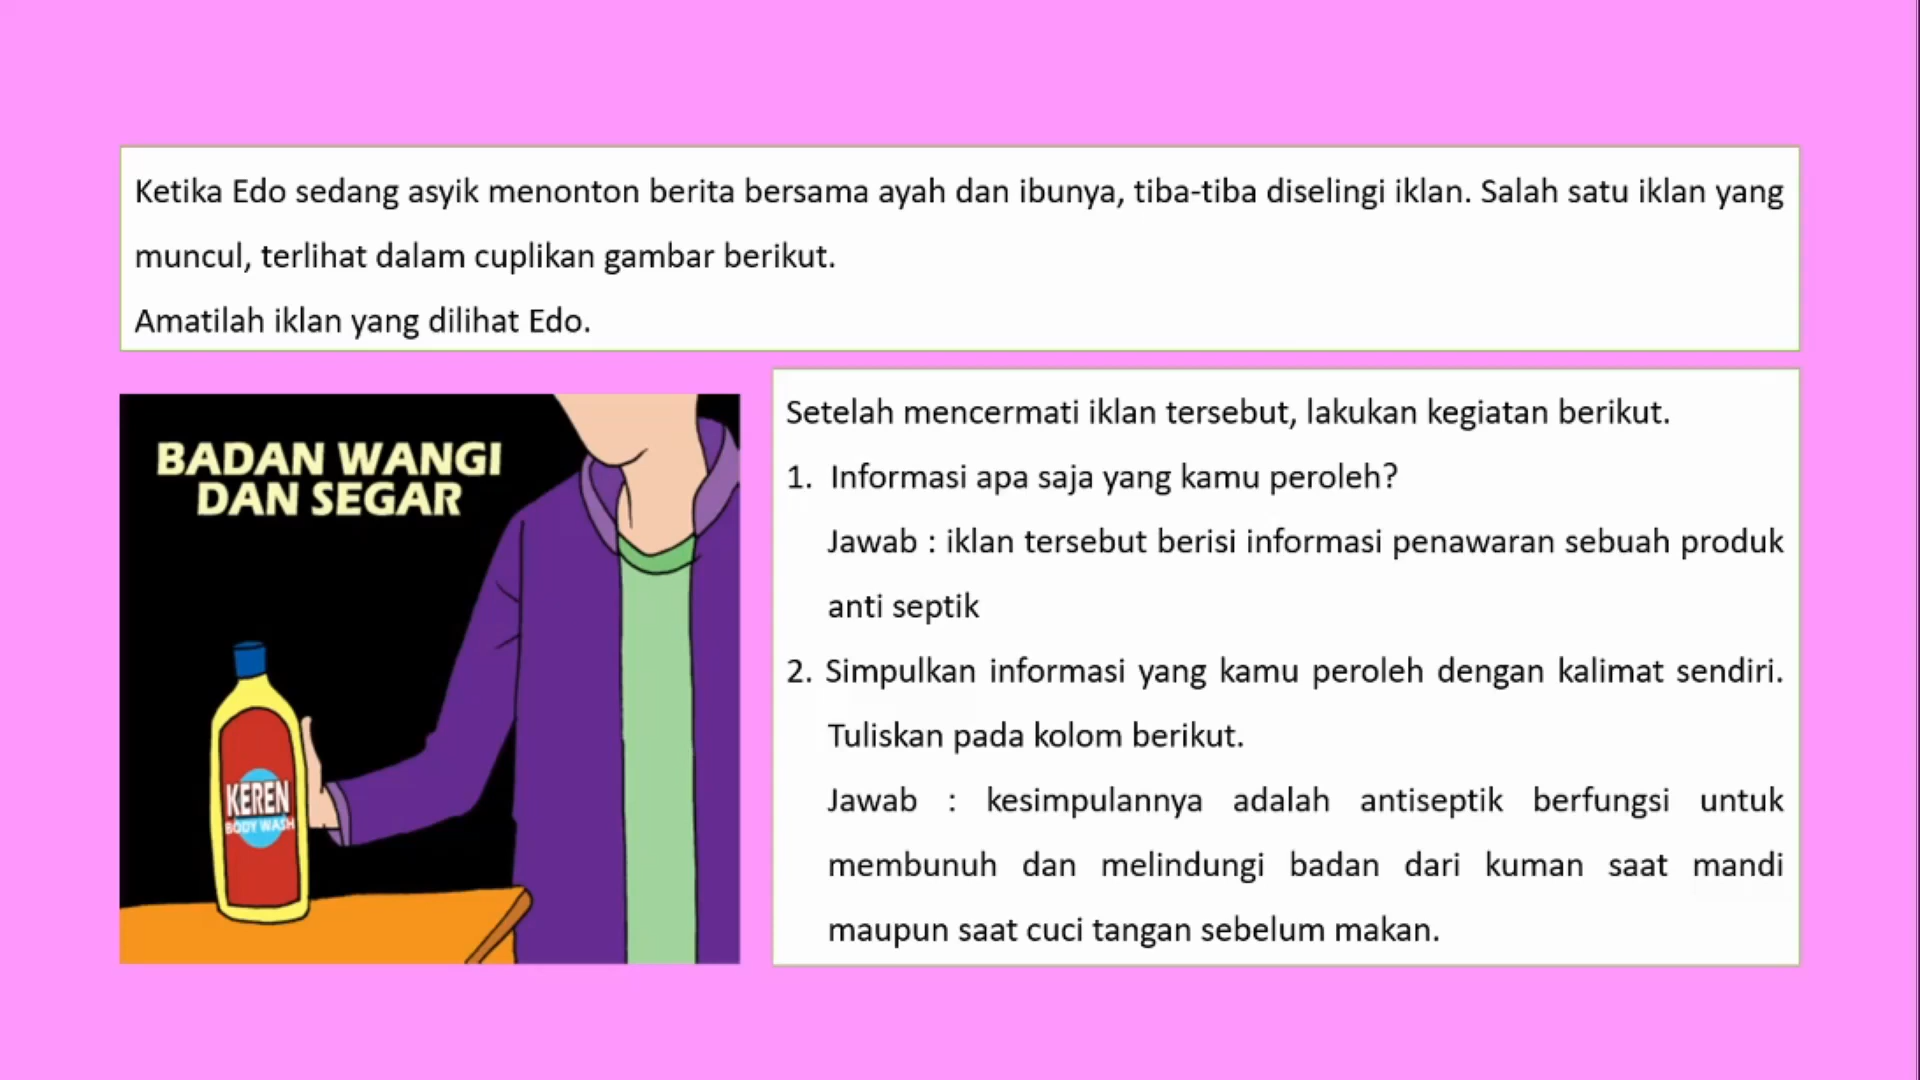 Ketika Edo sedang asyik menonton berita bersama ayah dan ibunya, tiba-tiba diselingi iklan. Salah satu iklan yang
muncul, terlihat dalam cuplikan gambar berikut.
Amatilah iklan yang dilihat Edo.
BADAN WANGI
DAN SEGAR
KEREN
BODY WASH
Setelah mencermati iklan tersebut, lakukan kegiatan berikut.
1. Informasi apa saja yang kamu peroleh?
Jawab : iklan tersebut berisi informasi penawaran sebuah produk
anti septik
2. Simpulkan informasi yang kamu peroleh dengan kalimat sendiri.
Tuliskan pada kolom berikut.
Jawab : kesimpulannya adalah antiseptik berfungsi untuk
membunuh dan melindungi badan dari kuman saat mandi
maupun saat cuci tangan sebelum makan.